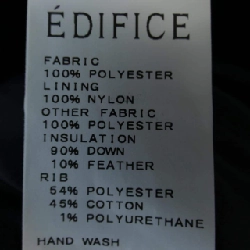 ÉDIFICE
FABRIC
100% POLYESTER
LINING
100% NYLON
OTHER FABRIC
100% POLYESTER
INSULATION
90% DOWN
10% FEATHER
RIB
54% POLYESTER
45% COTTON
1% POLYURETHANE
HAND WASH